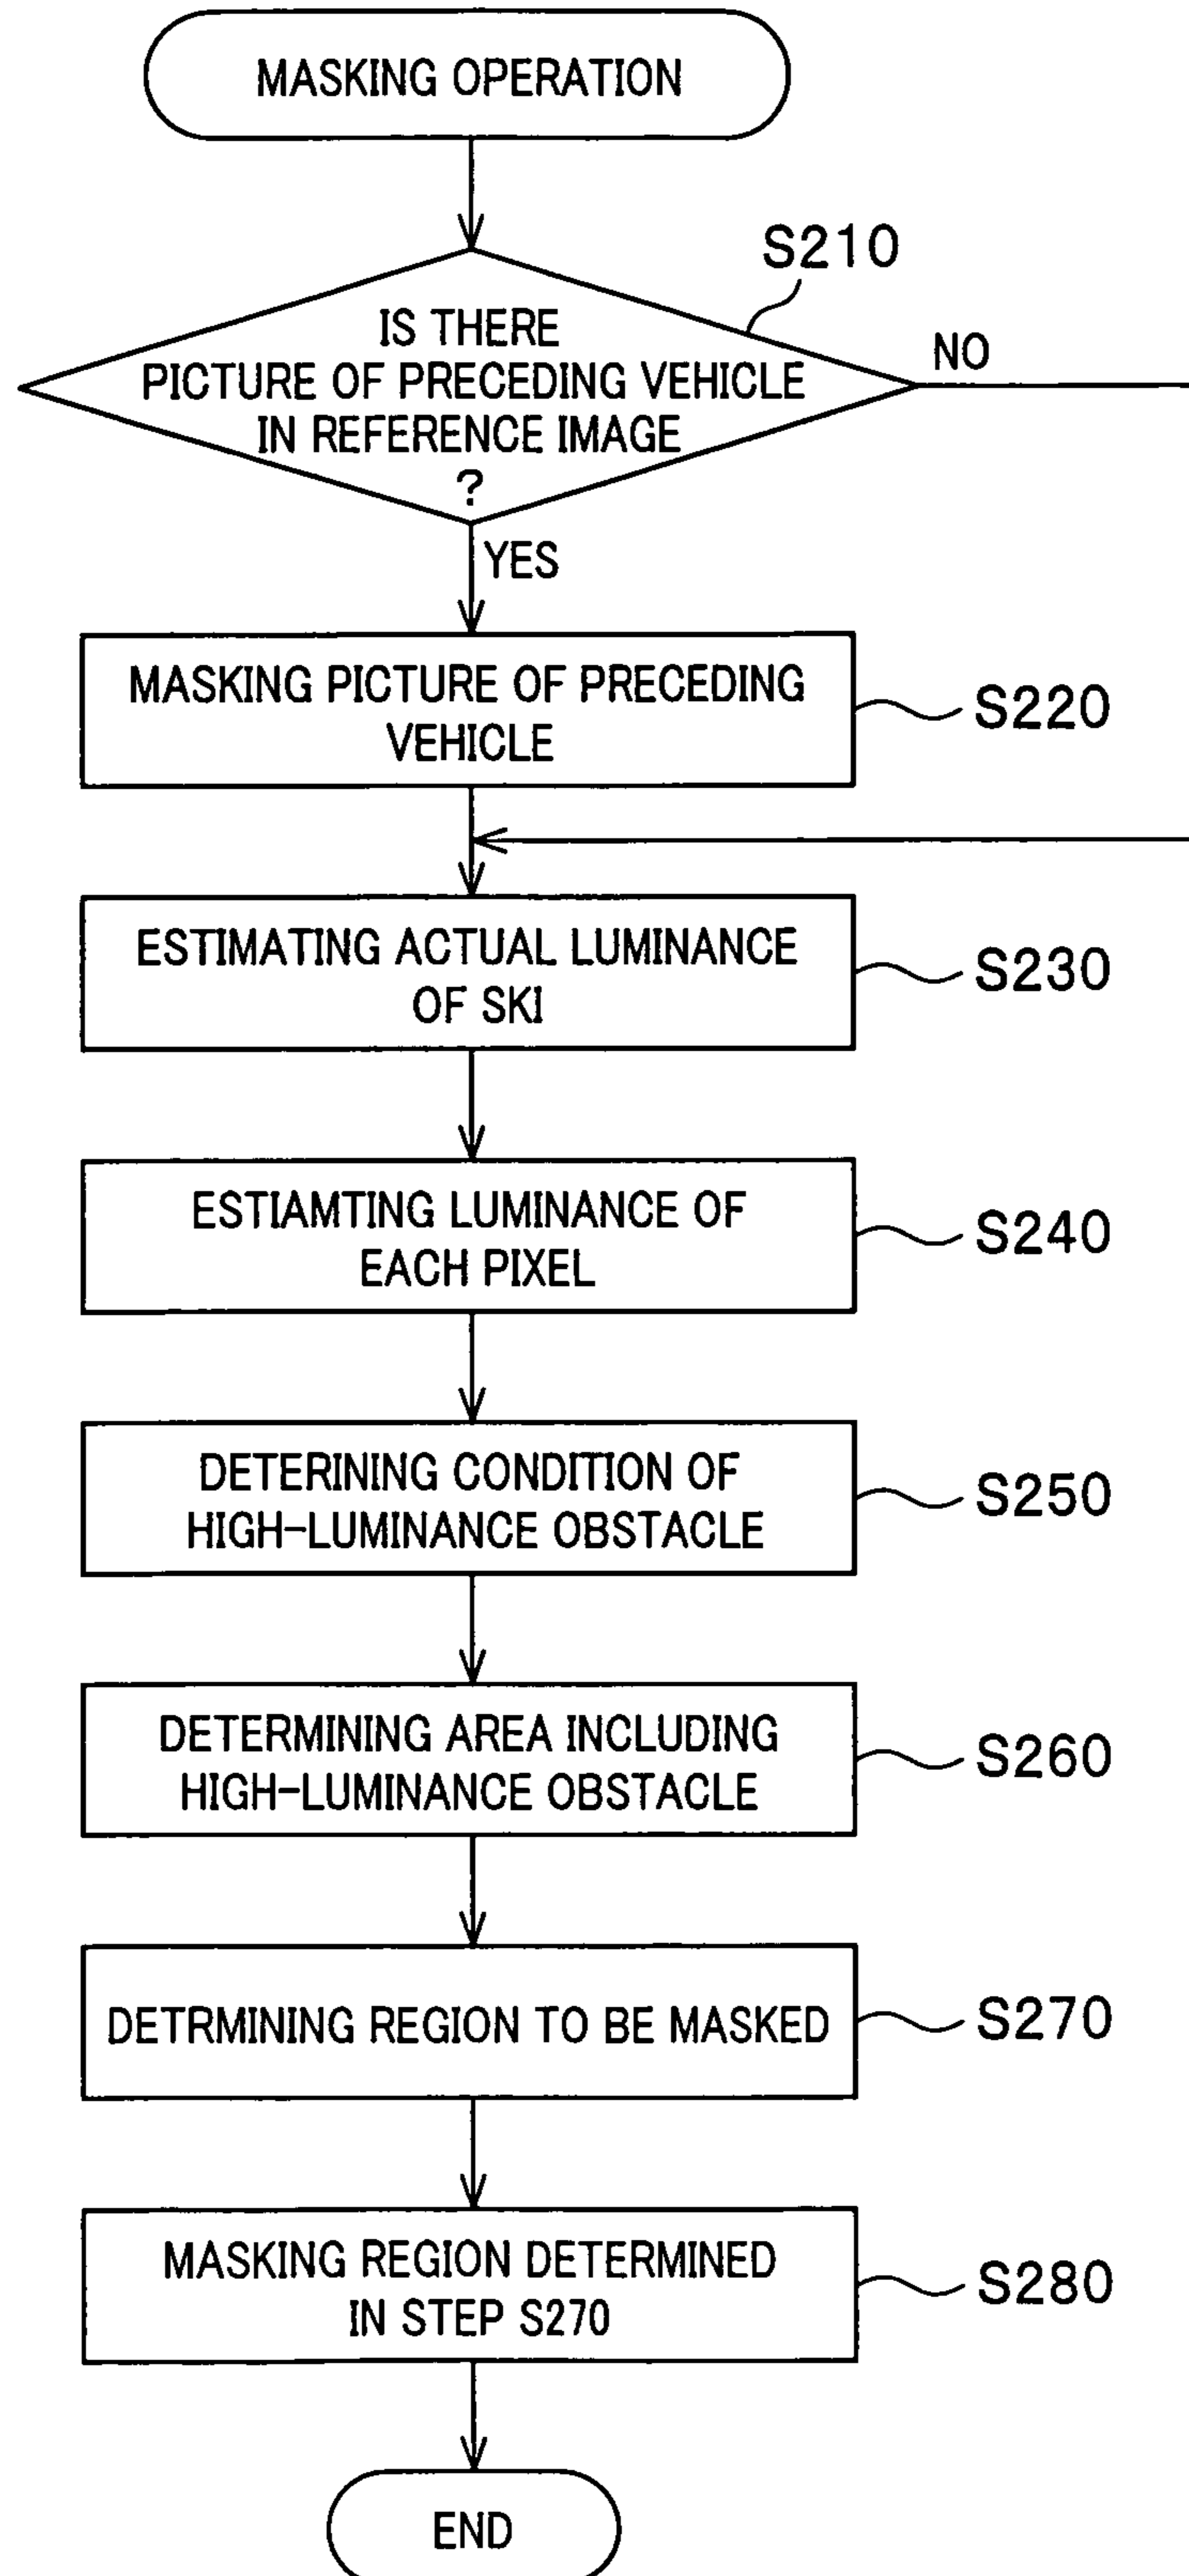 MASKING OPERATION
S210
IS THERE
PICTURE OF PRECEDING VEHICLE
IN REFERENCE IMAGE
?
NO
YES
MASKING PICTURE OF PRECEDING
VEHICLE
S220
ESTIMATING ACTUAL LUMINANCE
OF SKI
S230
ESTIAMTING LUMINANCE OF
EACH PIXEL
S240
DETERINING CONDITION OF
HIGH-LUMINANCE OBSTACLE
S250
DETERMINING AREA INCLUDING
HIGH-LUMINANCE OBSTACLE
S260
DETRMINING REGION TO BE MASKED
S270
MASKING REGION DETERMINED
IN STEP S270
S280
END